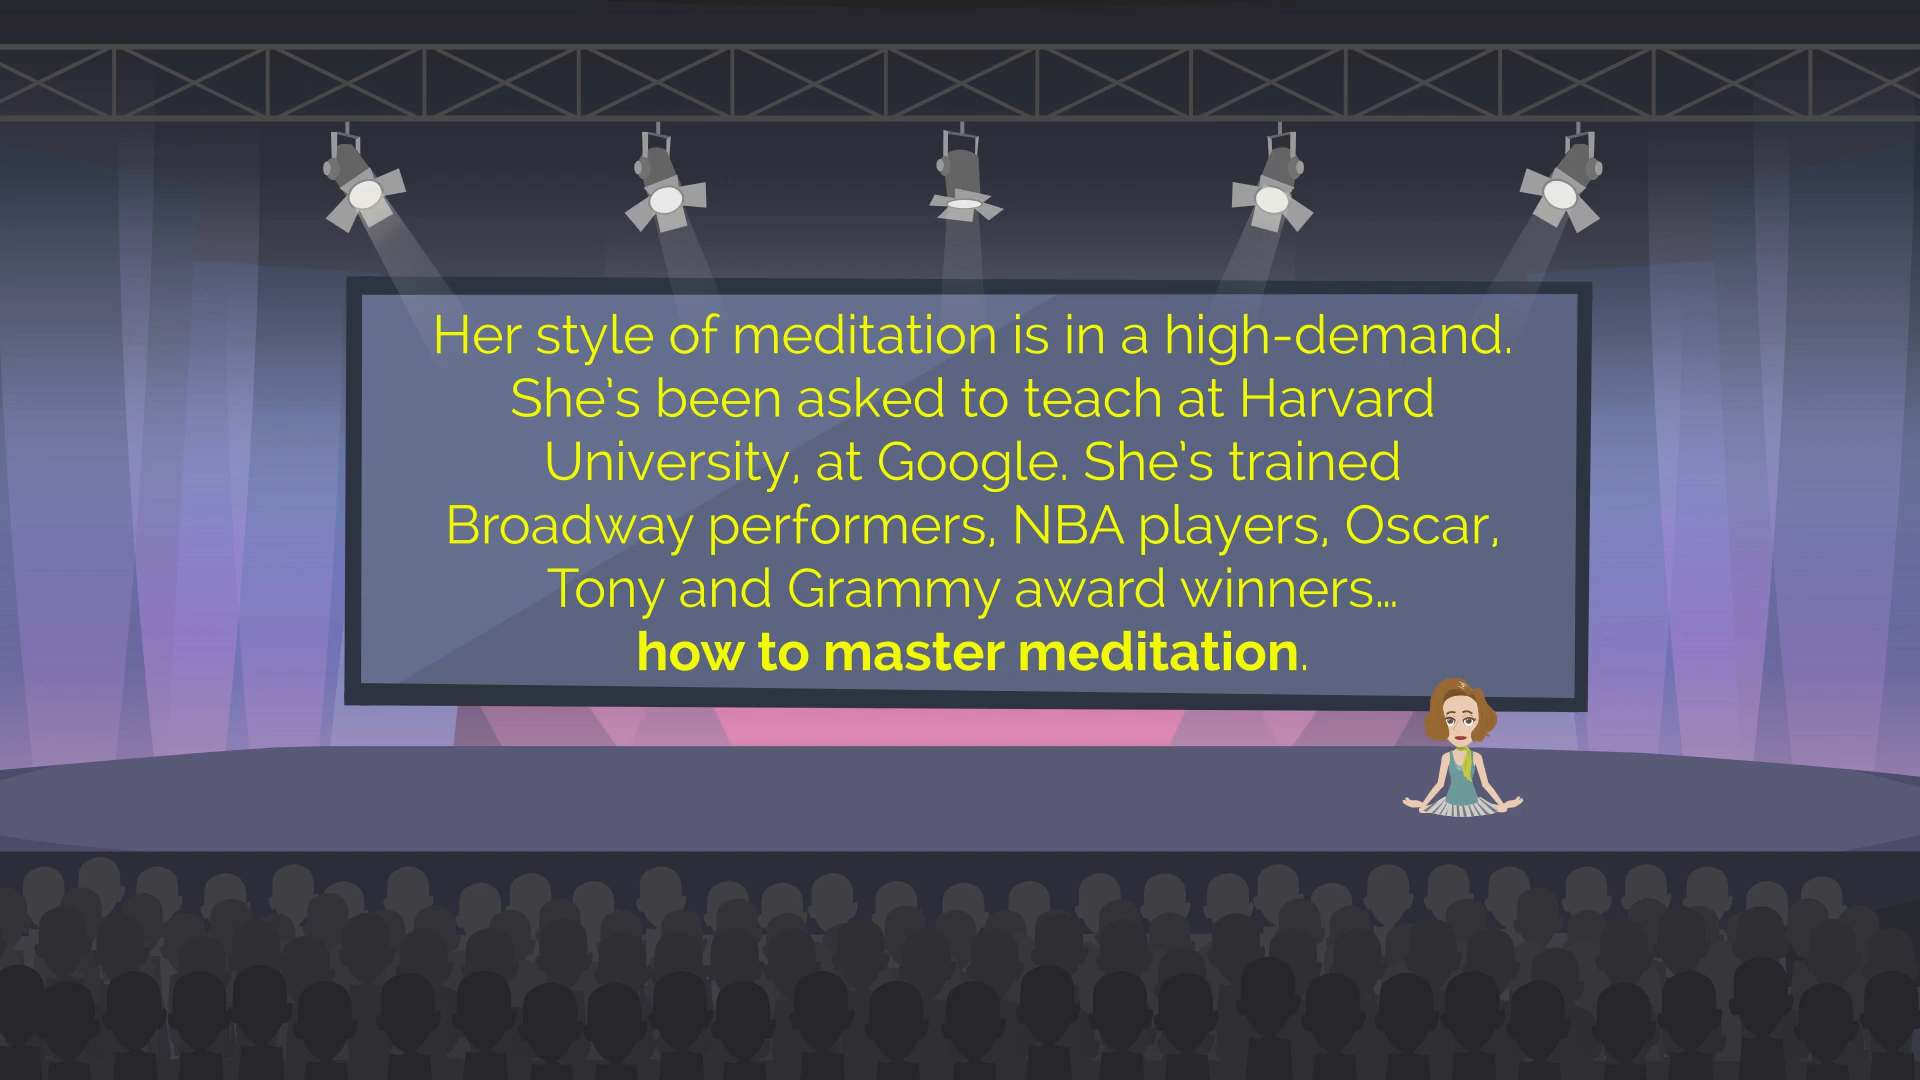 Her style of meditation is in a high-demand.
She's been asked to teach at Harvard
University, at Google. She's trained
Broadway performers, NBA players, Oscar,
Tony and Grammy award winners...
how to master meditation.